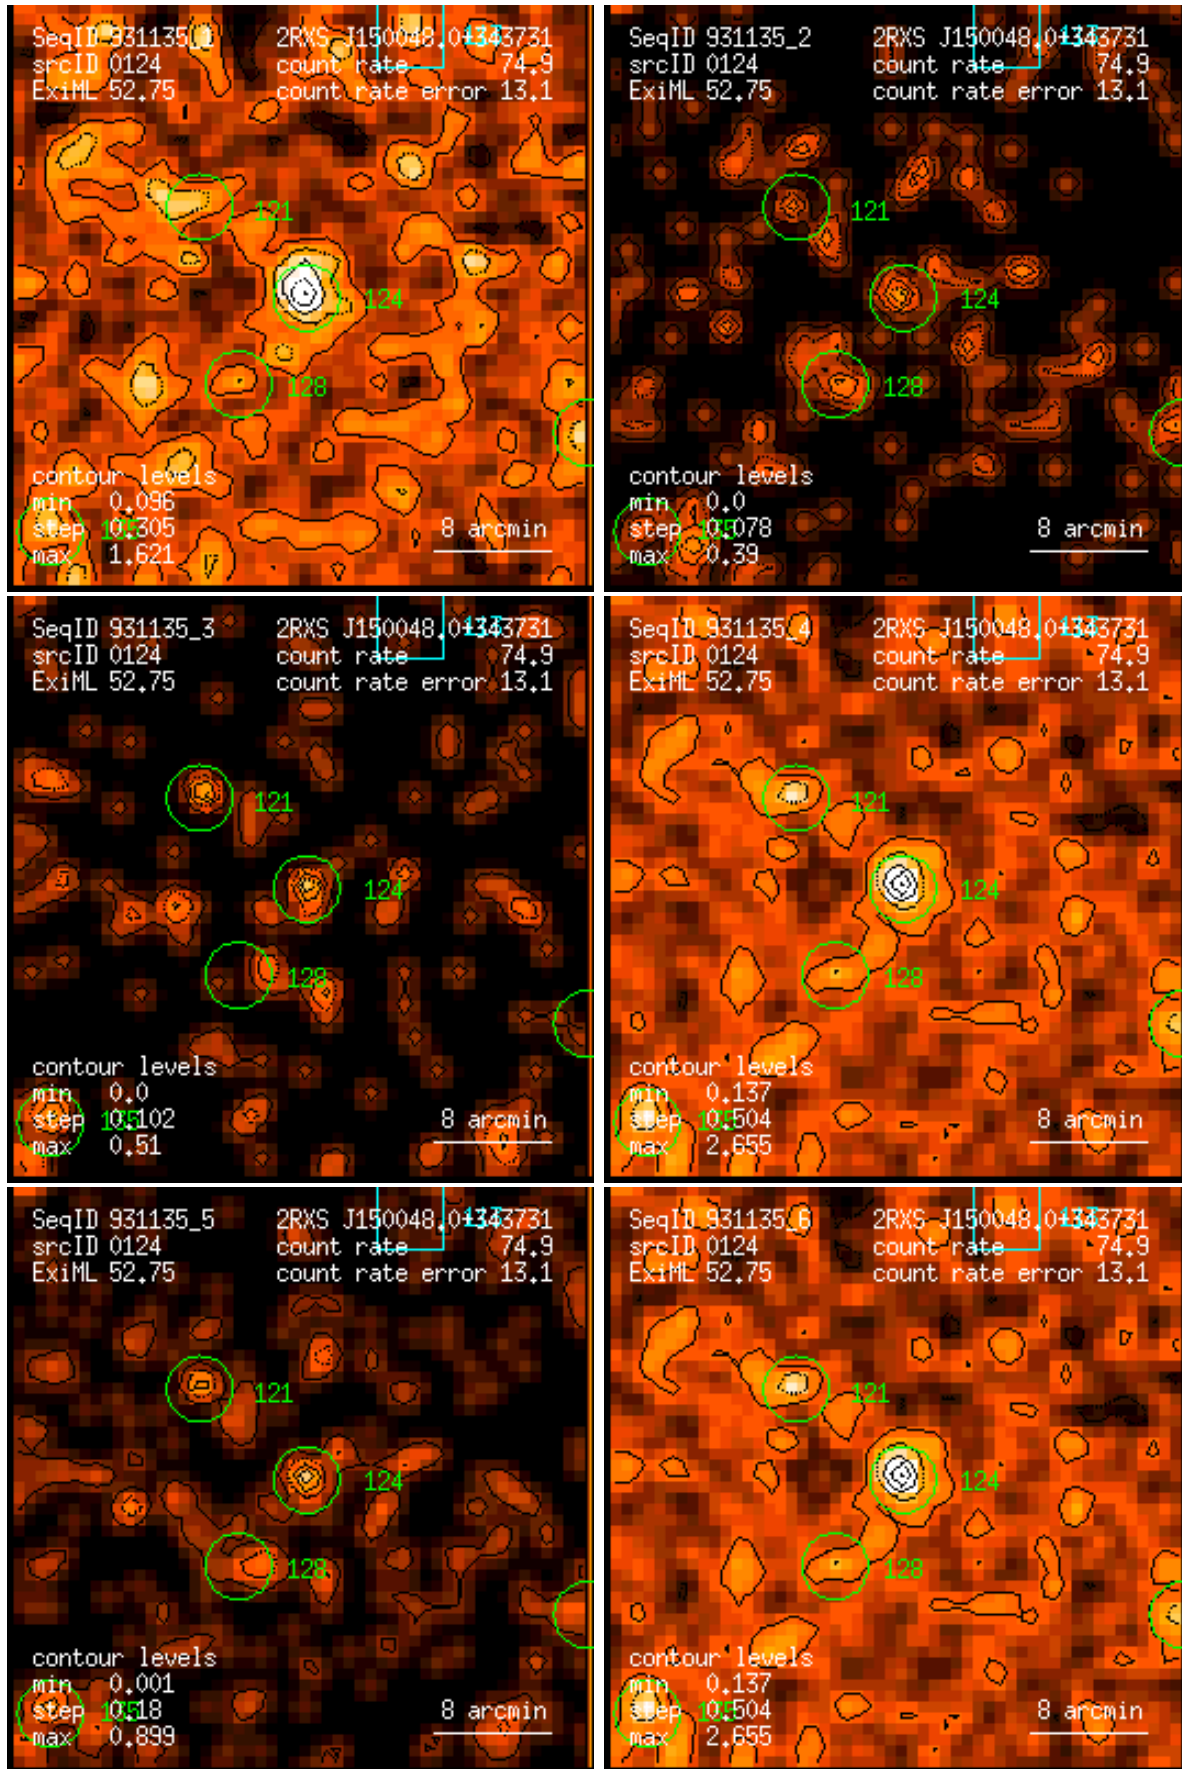 SeqID 931135_1 2RXS J150048.0+343731
srcID 0124 count rate 74.9
ExiML 52.75 count rate error 13.1
121
124
128
contour levels
min 0.096
step 0.305
max 1.621
8 arcmin
SeqID 931135_2 2RXS J150048.0+343731
srcID 0124 count rate 74.9
ExiML 52.75 count rate error 13.1
121
124
128
contour levels
min 0.0
step 0.078
max 0.39
8 arcmin
SeqID 931135_3 2RXS J150048.0+343731
srcID 0124 count rate 74.9
ExiML 52.75 count rate error 13.1
121
124
128
contour levels
min 0.0
step 0.102
max 0.51
8 arcmin
SeqID 931135_4 2RXS J150048.0+343731
srcID 0124 count rate 74.9
ExiML 52.75 count rate error 13.1
121
124
128
contour levels
min 0.137
step 0.504
max 2.655
8 arcmin
SeqID 931135_5 2RXS J150048.0+343731
srcID 0124 count rate 74.9
ExiML 52.75 count rate error 13.1
121
124
128
contour levels
min 0.001
step 0.18
max 0.899
8 arcmin
SeqID 931135_6 2RXS J150048.0+343731
srcID 0124 count rate 74.9
ExiML 52.75 count rate error 13.1
121
124
128
contour levels
min 0.137
step 0.504
max 2.655
8 arcmin